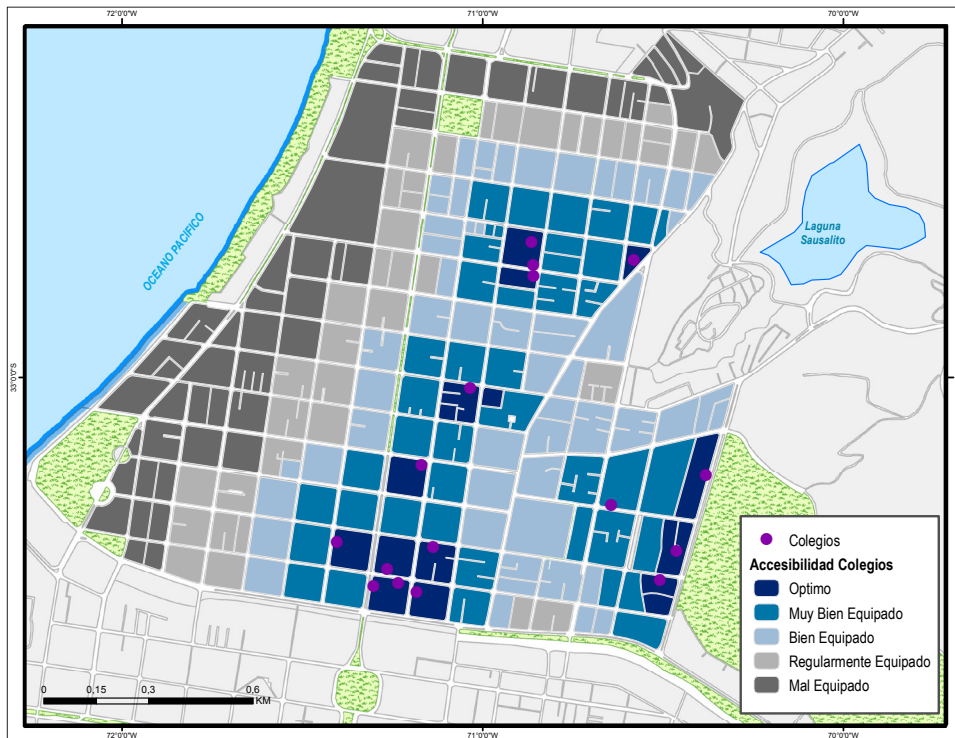 72°0'0"W 71°0'0"W 70°0'0"W
OCEANO PACIFICO
Laguna
Sausalito
33°0'0"S
Colegios
Accesibilidad Colegios
Optimo
Muy Bien Equipado
Bien Equipado
Regularmente Equipado
Mal Equipado
0 0,15 0,3 0,6
KM
72°0'0"W 71°0'0"W 70°0'0"W